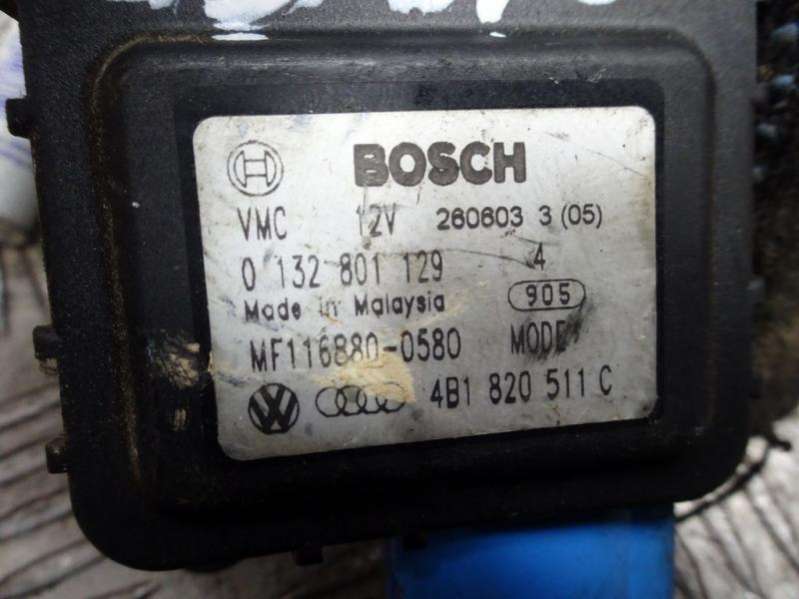 BOSCH
VMC 12V 260603 3 (05)
0 132 801 129 4
Made in Malaysia 905
MF116880-0580 MODE
4B1 820 511 C